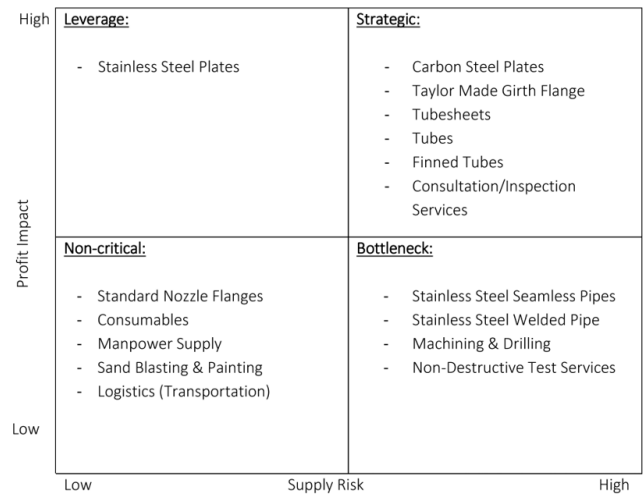 High
Leverage:
- Stainless Steel Plates
Strategic:
- Carbon Steel Plates
- Taylor Made Girth Flange
- Tubesheets
- Tubes
- Finned Tubes
- Consultation/Inspection
Services
Profit Impact
Non-critical:
- Standard Nozzle Flanges
- Consumables
- Manpower Supply
- Sand Blasting & Painting
- Logistics (Transportation)
Bottleneck:
- Stainless Steel Seamless Pipes
- Stainless Steel Welded Pipe
- Machining & Drilling
- Non-Destructive Test Services
Low
Low Supply Risk High